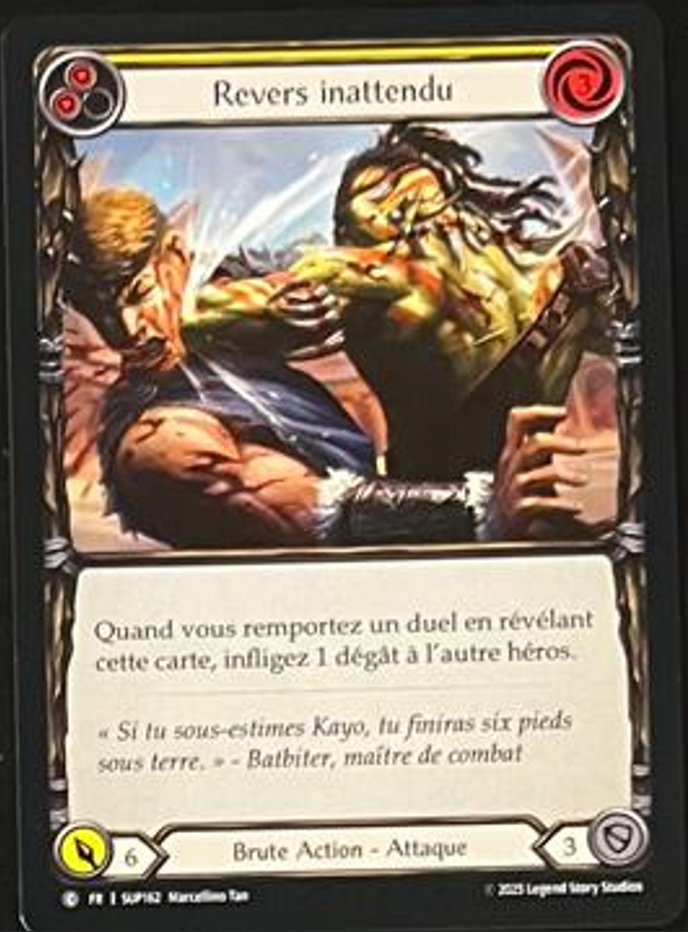 Revers inattendu
3
Quand vous remportez un duel en révélant
cette carte, infligez 1 dégât à l'autre héros.
« Si tu sous-estimes Kayo, tu finiras six pieds
sous terre. » - Batbiter, maître de combat
6
Brute Action - Attaque
3
C FR SUP162 Marcellino Tan
© 2025 Legend Story Studios